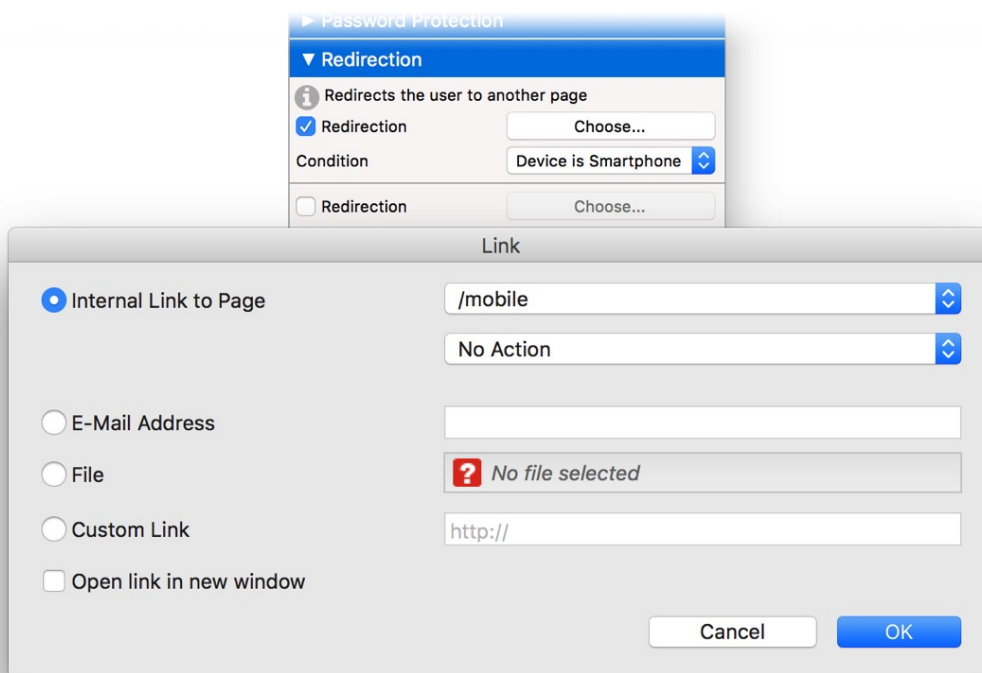 Password Protection
Redirection
Redirects the user to another page
Redirection Choose...
Condition Device is Smartphone
Redirection Choose...
Link
Internal Link to Page /mobile
No Action
E-Mail Address
File ? No file selected
Custom Link http://
Open link in new window
Cancel OK